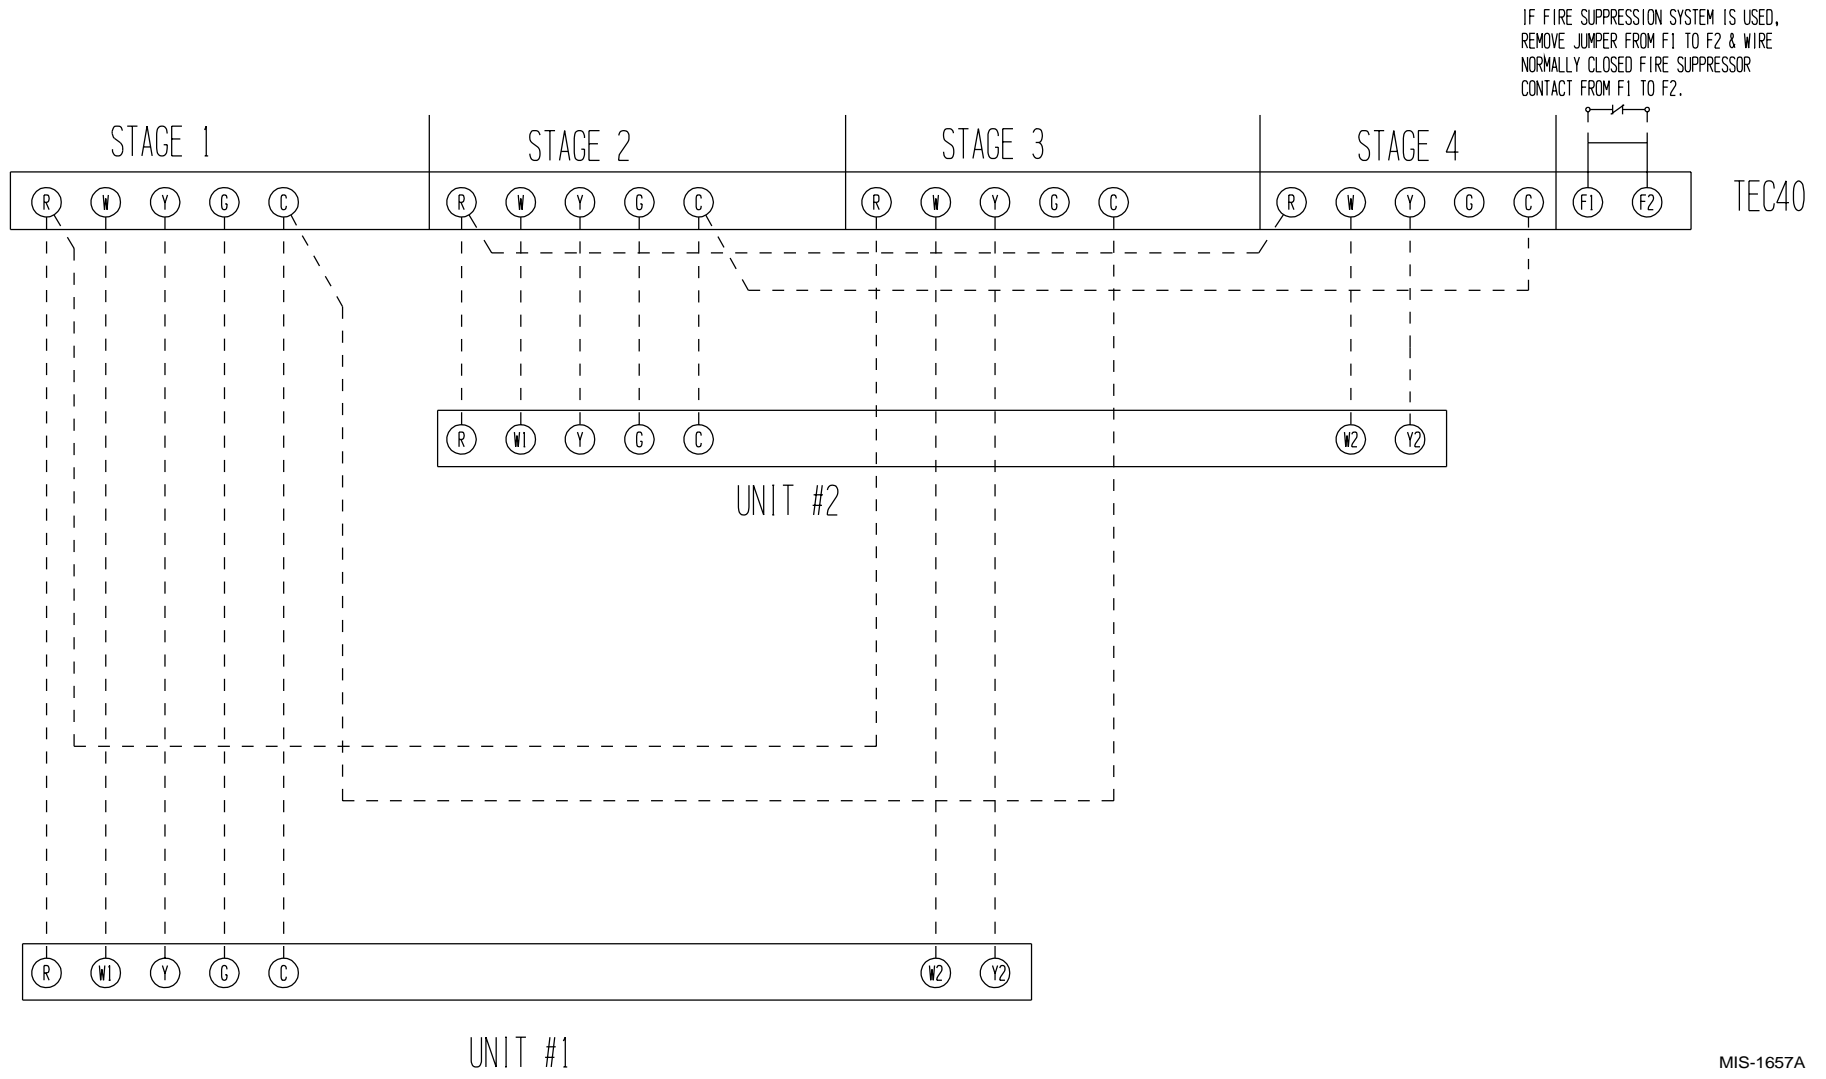 IF FIRE SUPPRESSION SYSTEM IS USED,
REMOVE JUMPER FROM F1 TO F2 & WIRE
NORMALLY CLOSED FIRE SUPPRESSOR
CONTACT FROM F1 TO F2.
STAGE 1 STAGE 2 STAGE 3 STAGE 4
R W Y G C R W Y G C R W Y G C R W Y G C F1 F2 TEC40
R W1 Y G C W2 Y2
UNIT #2
R W1 Y G C W2 Y2
UNIT #1
MIS-1657A